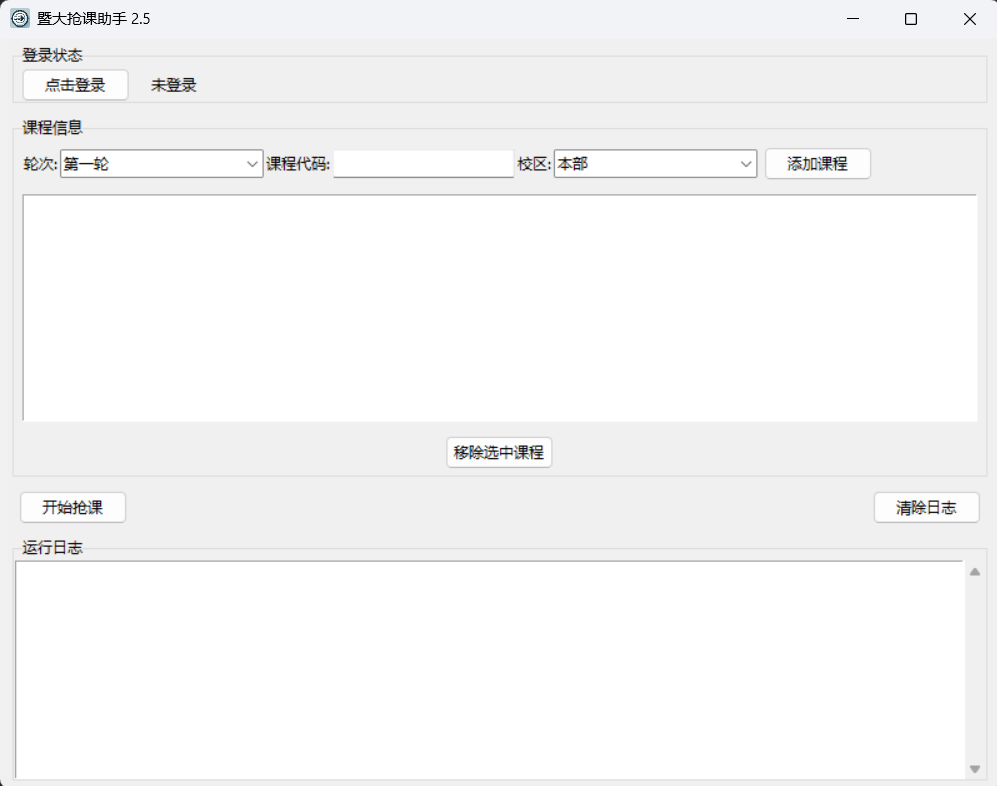 暨大抢课助手 2.5
登录状态
点击登录 未登录
课程信息
轮次: 第一轮 课程代码: 校区: 本部 添加课程
移除选中课程
开始抢课 清除日志
运行日志